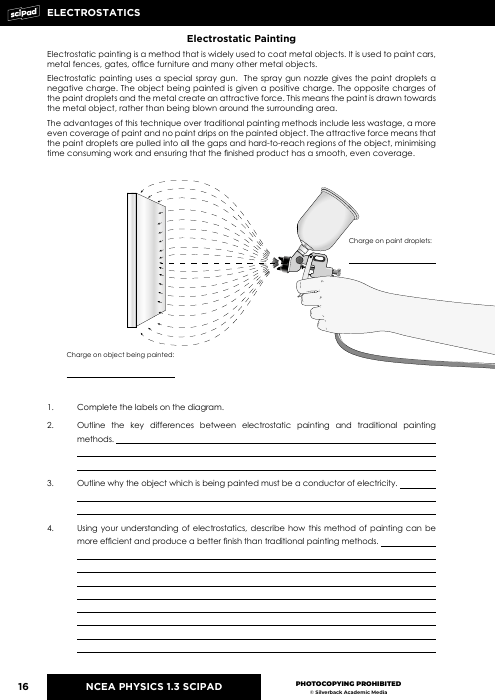 scipad ELECTROSTATICS
Electrostatic Painting
Electrostatic painting is a method that is widely used to coat metal objects. It is used to paint cars,
metal fences, gates, office furniture and many other metal objects.
Electrostatic painting uses a special spray gun. The spray gun nozzle gives the paint droplets a
negative charge. The object being painted is given a positive charge. The opposite charges of
the paint droplets and the metal create an attractive force. This means the paint is drawn towards
the metal object, rather than being blown around the surrounding area.
The advantages of this technique over traditional painting methods include less wastage, a more
even coverage of paint and no paint drips on the painted object. The attractive force means that
the paint droplets are pulled into all the gaps and hard-to-reach regions of the object, minimising
time consuming work and ensuring that the finished product has a smooth, even coverage.
Charge on paint droplets:
Charge on object being painted:
1. Complete the labels on the diagram.
2. Outline the key differences between electrostatic painting and traditional painting
methods.
3. Outline why the object which is being painted must be a conductor of electricity.
4. Using your understanding of electrostatics, describe how this method of painting can be
more efficient and produce a better finish than traditional painting methods.
16 NCEA PHYSICS 1.3 SCIPAD
PHOTOCOPYING PROHIBITED
© Silverback Academic Media